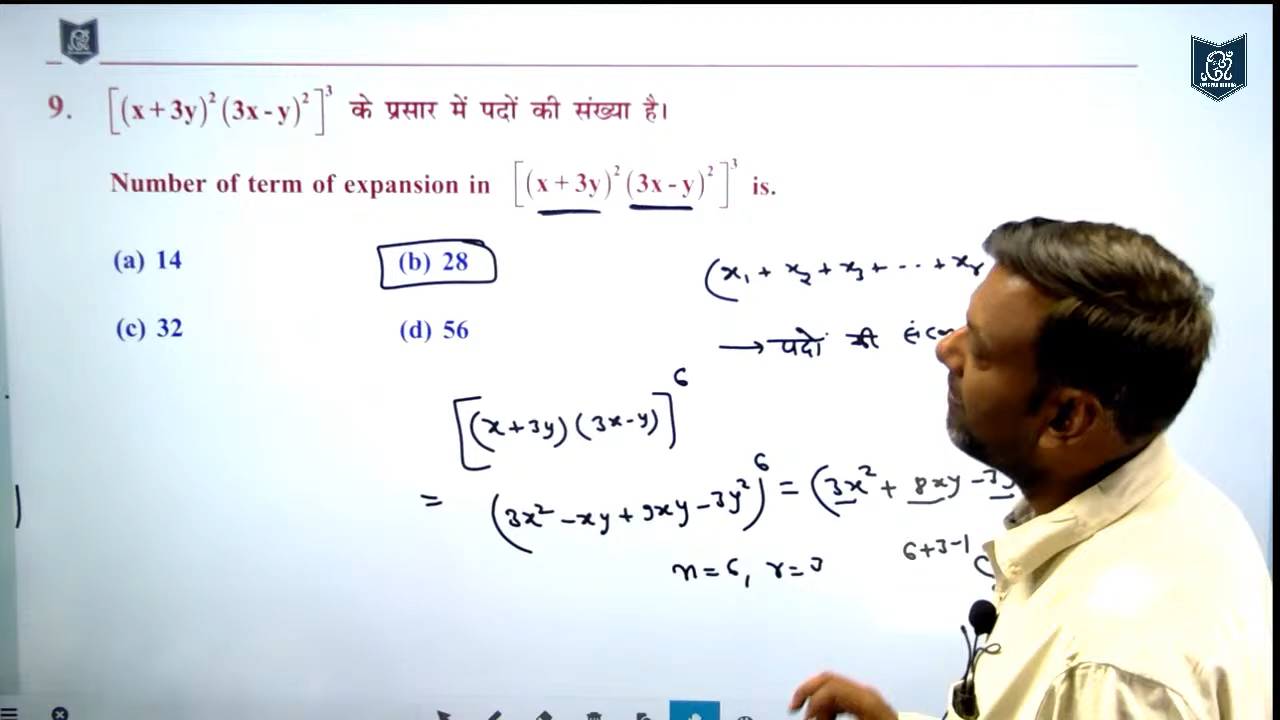 9. [(x+3y)² (3x-y)²]³ के प्रसार में पदों की संख्या है।
Number of term of expansion in [(x+3y)² (3x-y)²]³ is.
(a) 14
(b) 28
(c) 32
(d) 56
(x₁ + x₂ + x₃ + ... + xᵣ
→ पदों की
[(x+3y)(3x-y)]⁶
= (3x² - xy + 9xy - 3y²)⁶ = (3x² + 8xy - 3y
n=6, r=3
6+3-1 C